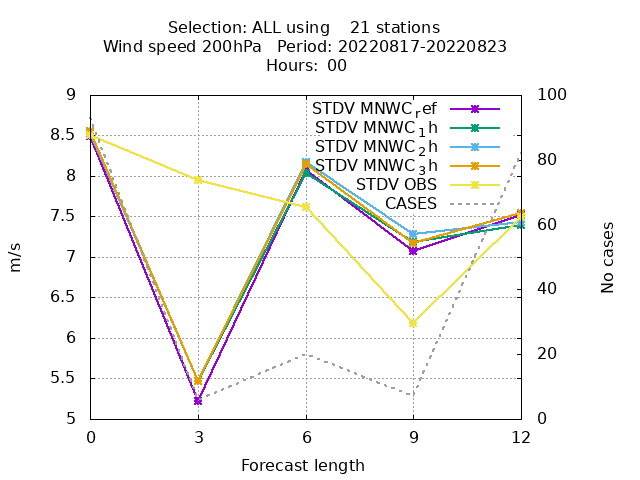 Selection: ALL using    21 stations
Wind speed 200hPa   Period: 20220817-20220823
Hours:  00
STDV MNWC_ref
STDV MNWC_1h
STDV MNWC_2h
STDV MNWC_3h
STDV OBS
CASES
9
8.5
8
7.5
7
6.5
6
5.5
5
m/s
100
80
60
40
20
0
No cases
0 3 6 9 12
Forecast length